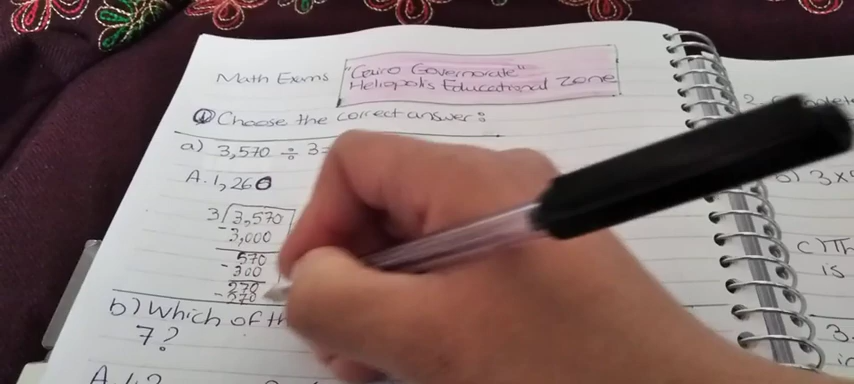 Math Exams
"Cairo Governorate"
Heliopolis Educational Zone
1 Choose the correct answer:
a) 3,570 ÷ 3=
A. 1,260
3 3,570
- 3,000
570
- 300
270
- 270
b) Which of
7?
A.
2.
3×
c) Th
is
3.